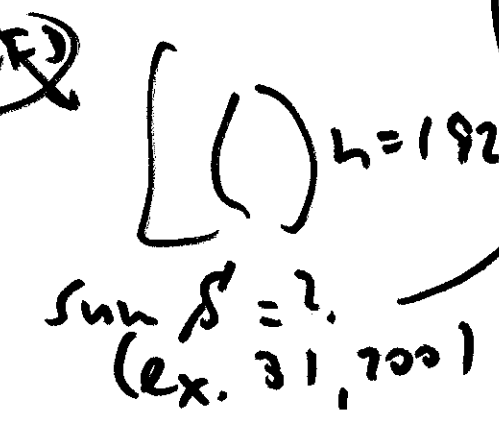 [ ( ) h=192
sum $ = ?
(ex. 31,700)